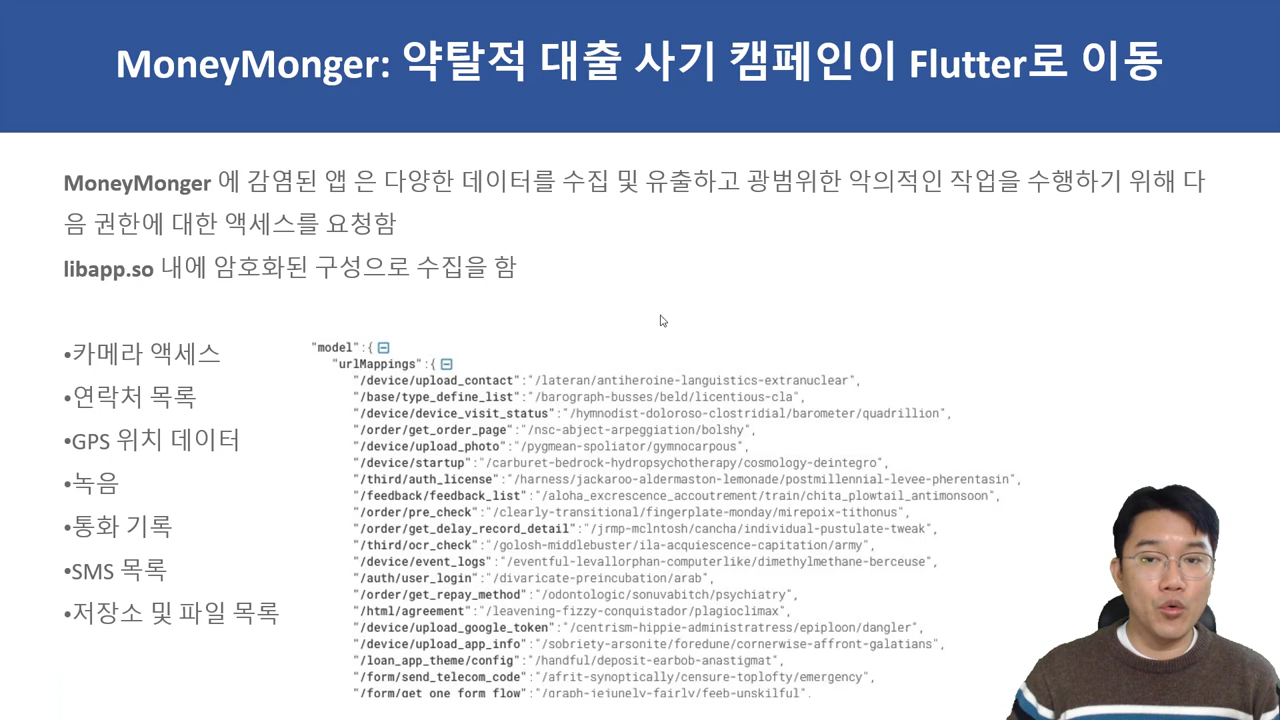 MoneyMonger: 약탈적 대출 사기 캠페인이 Flutter로 이동
MoneyMonger 에 감염된 앱 은 다양한 데이터를 수집 및 유출하고 광범위한 악의적인 작업을 수행하기 위해 다
음 권한에 대한 액세스를 요청함
libapp.so 내에 암호화된 구성으로 수집을 함
•카메라 액세스
•연락처 목록
•GPS 위치 데이터
•녹음
•통화 기록
•SMS 목록
•저장소 및 파일 목록
"model":{
"urlMappings":{
"/device/upload_contact":"/lateran/antiheroine-languistics-extranuclear",
"/base/type_define_list":"/barograph-busses/beld/licentious-cla",
"/device/device_visit_status":"/hymnodist-doloroso-clostridial/barometer/quadrillion",
"/order/get_order_page":"/nsc-abject-arpeggiation/bolshy",
"/device/upload_photo":"/pygmean-spoliator/gymnocarpous",
"/device/startup":"/carburet-bedrock-hydropsychotherapy/cosmology-deintegro",
"/third/auth_license":"/harness/jackaroo-aldermaston-lemonade/postmillennial-levee-pherentasin",
"/feedback/feedback_list":"/aloha_excrescence_accoutrement/train/chita_plowtail_antimonsoon",
"/order/pre_check":"/clearly-transitional/fingerplate-monday/mirepoix-tithonus",
"/order/get_delay_record_detail":"/jrmp-mclntosh/cancha/individual-pustulate-tweak",
"/third/ocr_check":"/golosh-middlebuster/ila-acquiescence-capitation/army",
"/device/event_logs":"/eventful-levallorphan-computerlike/dimethylmethane-berceuse",
"/auth/user_login":"/divaricate-preincubation/arab",
"/order/get_repay_method":"/odontologic/sonuvabitch/psychiatry",
"/html/agreement":"/leavening-fizzy-conquistador/plagioclimax",
"/device/upload_google_token":"/centrism-hippie-administratress/epiploon/dangler",
"/device/upload_app_info":"/sobriety-arsonite/foredune/cornerwise-affront-galatians",
"/loan_app_theme/config":"/handful/deposit-earbob-anastigmat",
"/form/send_telecom_code":"/afrit-synoptically/censure-toplofty/emergency",
"/form/get_one_form_flow":"/graph-jejunely-fairly/feeb-unskilful",